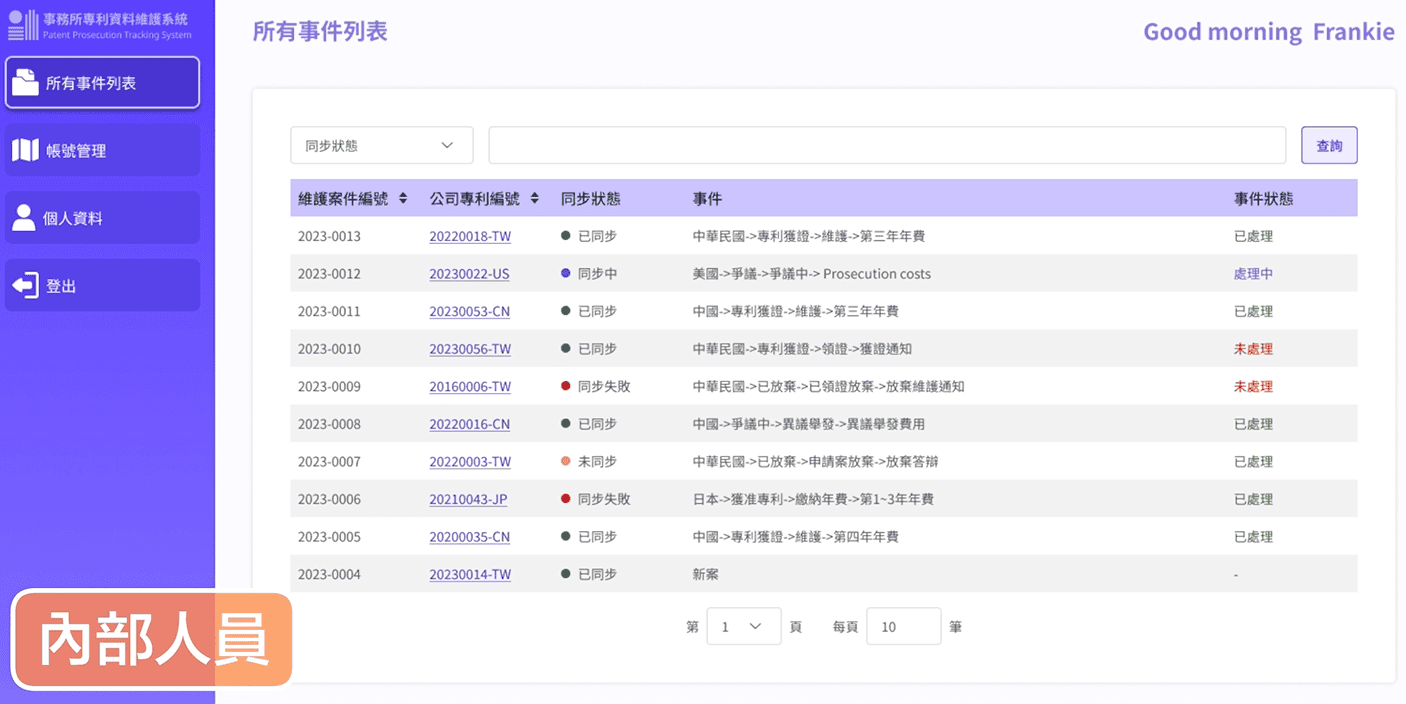 事務所專利資料維護系統
Patent Prosecution Tracking System
所有事件列表
帳號管理
個人資料
登出
內部人員
所有事件列表
Good morning Frankie
同步狀態
查詢
維護案件編號 公司專利編號 同步狀態 事件 事件狀態
2023-0013 20220018-TW 已同步 中華民國->專利獲證->維護->第三年年費 已處理
2023-0012 20230022-US 同步中 美國->爭議->爭議中-> Prosecution costs 處理中
2023-0011 20230053-CN 已同步 中國->專利獲證->維護->第三年年費 已處理
2023-0010 20230056-TW 已同步 中華民國->專利獲證->領證->獲證通知 未處理
2023-0009 20160006-TW 同步失敗 中華民國->已放棄->已領證放棄->放棄維護通知 未處理
2023-0008 20220016-CN 已同步 中國->爭議中->異議舉發->異議舉發費用 已處理
2023-0007 20220003-TW 未同步 中華民國->已放棄->申請案放棄->放棄答辯 已處理
2023-0006 20210043-JP 同步失敗 日本->獲准專利->繳納年費->第1~3年年費 已處理
2023-0005 20200035-CN 已同步 中國->專利獲證->維護->第四年年費 已處理
2023-0004 20230014-TW 已同步 新案 -
第 1 頁 每頁 10 筆